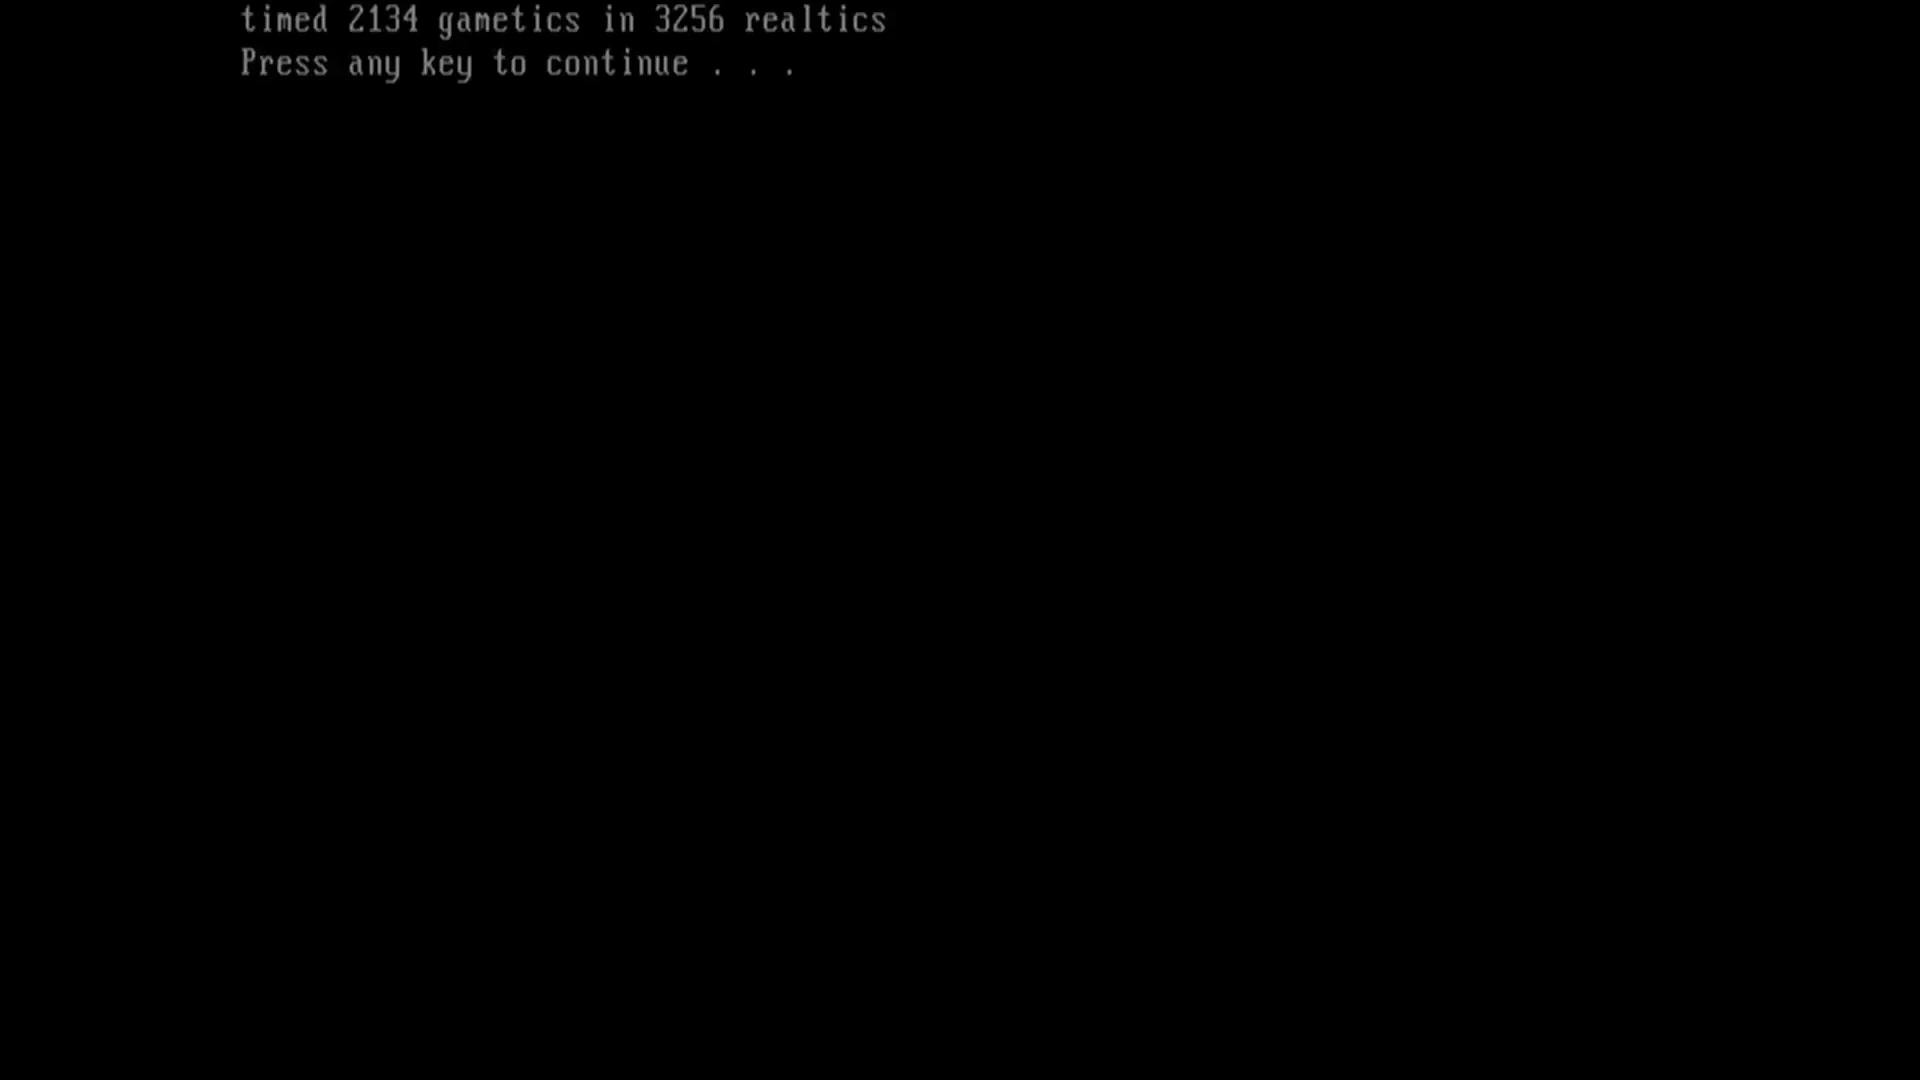 timed 2134 gametics in 3256 realtics
Press any key to continue . . .